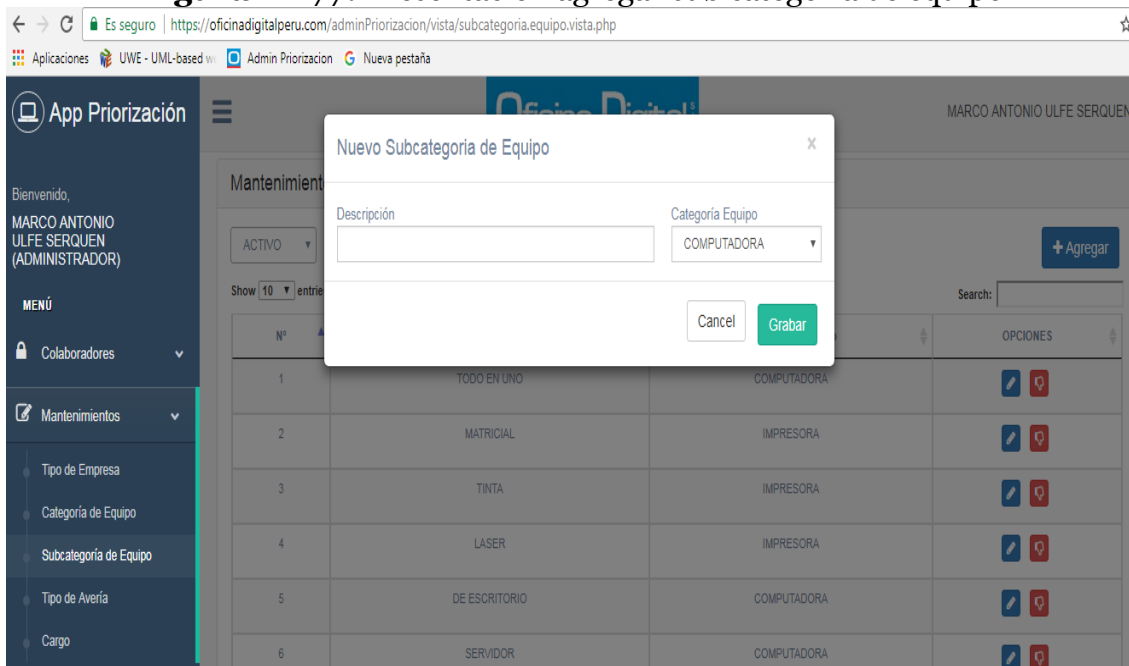 Es seguro | https://oficinadigitalperu.com/adminPriorizacion/vista/subcategoria.equipo.vista.php
Aplicaciones UWE - UML-based Admin Priorizacion Nueva pestaña
App Priorización
MARCO ANTONIO ULFE SERQUEN
Bienvenido,
MARCO ANTONIO
ULFE SERQUEN
(ADMINISTRADOR)
MENÚ
Colaboradores
Mantenimientos
Tipo de Empresa
Categoría de Equipo
Subcategoría de Equipo
Tipo de Avería
Cargo
Nuevo Subcategoria de Equipo x
Descripción Categoría Equipo
COMPUTADORA
Cancel Grabar
ACTIVO
+ Agregar
Show 10
Search:
Nº OPCIONES
1 TODO EN UNO COMPUTADORA
2 MATRICIAL IMPRESORA
3 TINTA IMPRESORA
4 LASER IMPRESORA
5 DE ESCRITORIO COMPUTADORA
6 SERVIDOR COMPUTADORA